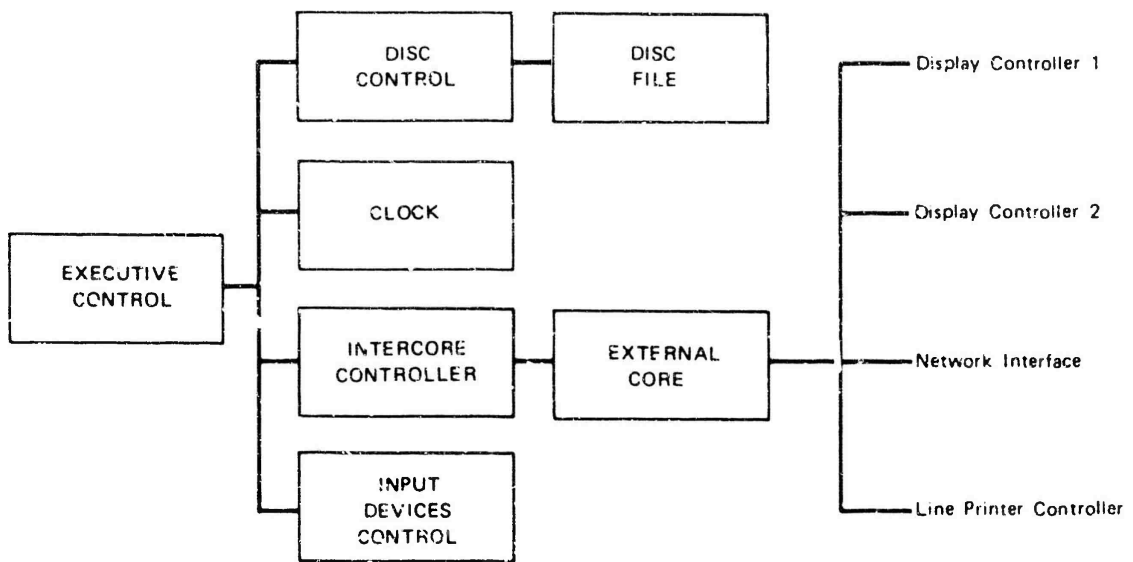 DISC
CONTROL
DISC
FILE
Display Controller 1
CLOCK
Display Controller 2
EXECUTIVE
CONTROL
INTERCORE
CONTROLLER
EXTERNAL
CORE
Network Interface
INPUT
DEVICES
CONTROL
Line Printer Controller